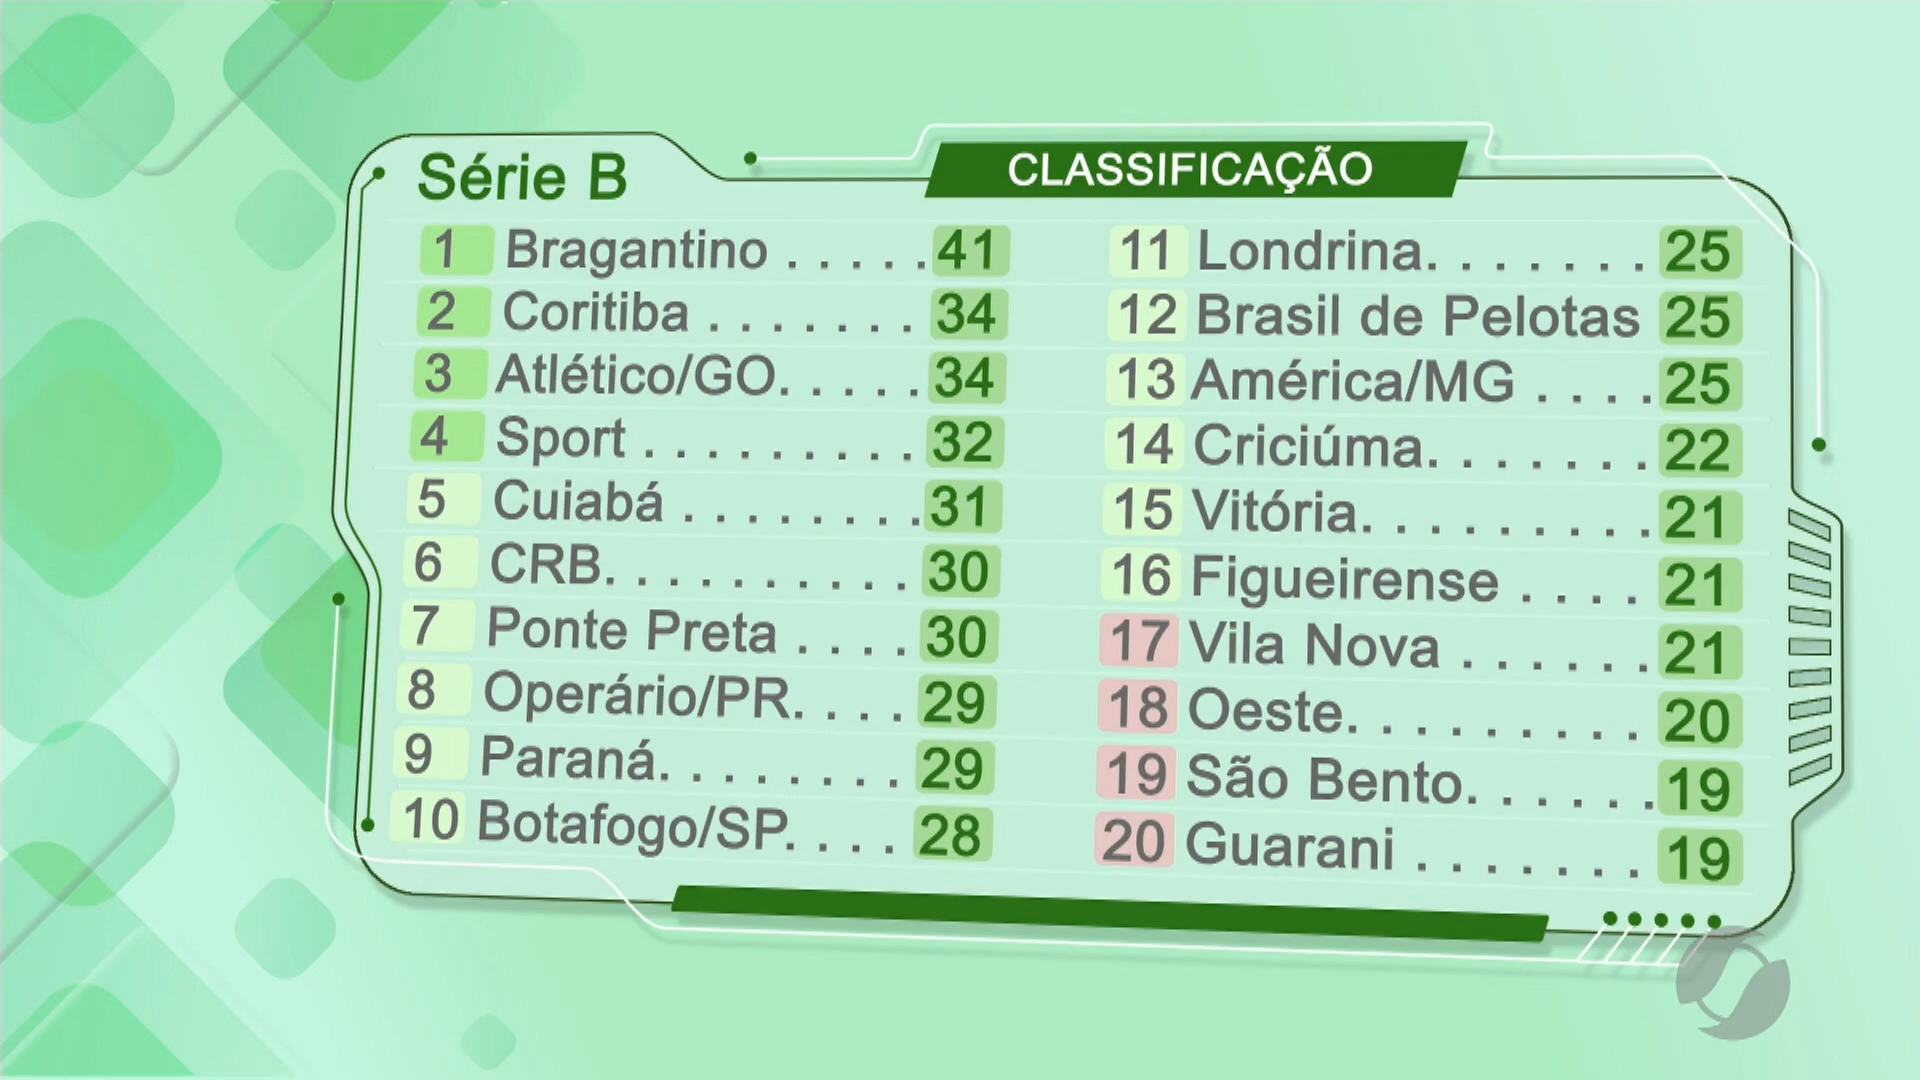 Série B
CLASSIFICAÇÃO
1 Bragantino . . . . . 41
2 Coritiba . . . . . . . 34
3 Atlético/GO. . . . . 34
4 Sport . . . . . . . . . 32
5 Cuiabá . . . . . . . . 31
6 CRB. . . . . . . . . . 30
7 Ponte Preta . . . . 30
8 Operário/PR. . . . 29
9 Paraná. . . . . . . . 29
10 Botafogo/SP. . . . 28
11 Londrina. . . . . . . 25
12 Brasil de Pelotas 25
13 América/MG . . . . 25
14 Criciúma. . . . . . . 22
15 Vitória. . . . . . . . . 21
16 Figueirense . . . . 21
17 Vila Nova . . . . . . 21
18 Oeste. . . . . . . . . 20
19 São Bento. . . . . . 19
20 Guarani . . . . . . . 19